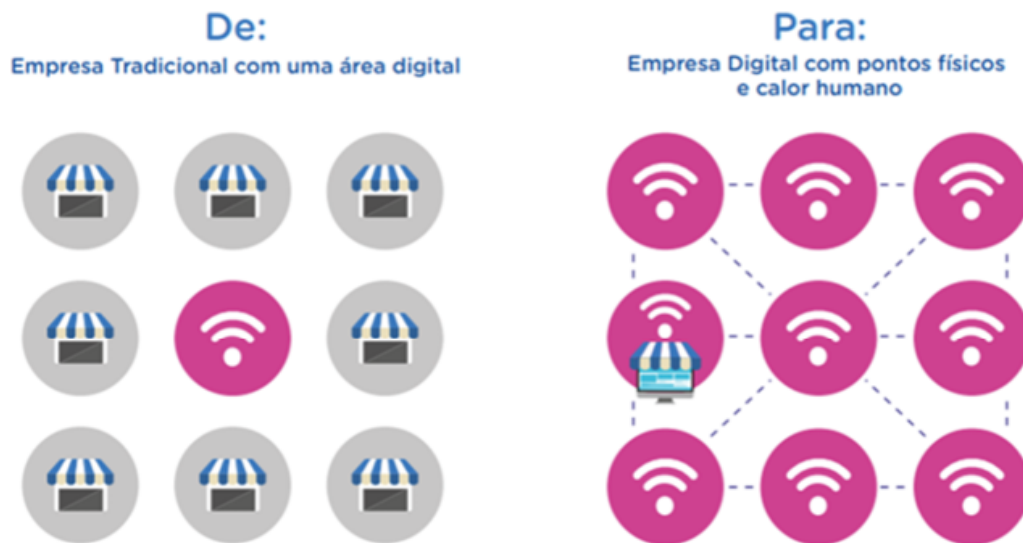 De:
Empresa Tradicional com uma área digital
Para:
Empresa Digital com pontos físicos
e calor humano